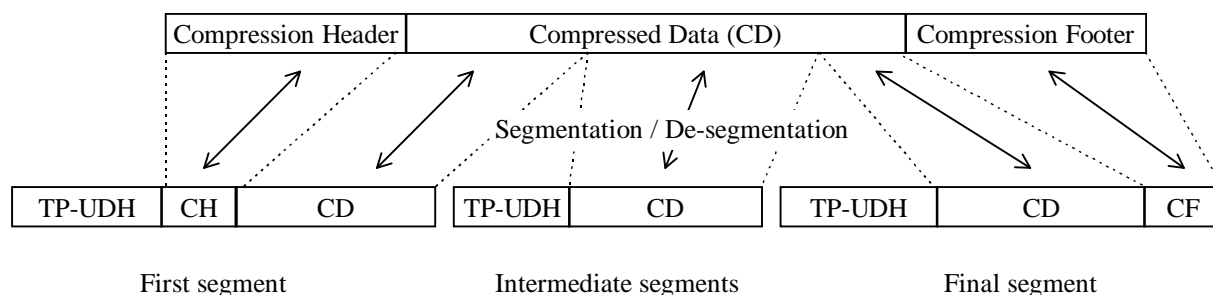 Compression Header Compressed Data (CD) Compression Footer
Segmentation / De-segmentation
TP-UDH CH CD TP-UDH CD TP-UDH CD CF
First segment Intermediate segments Final segment